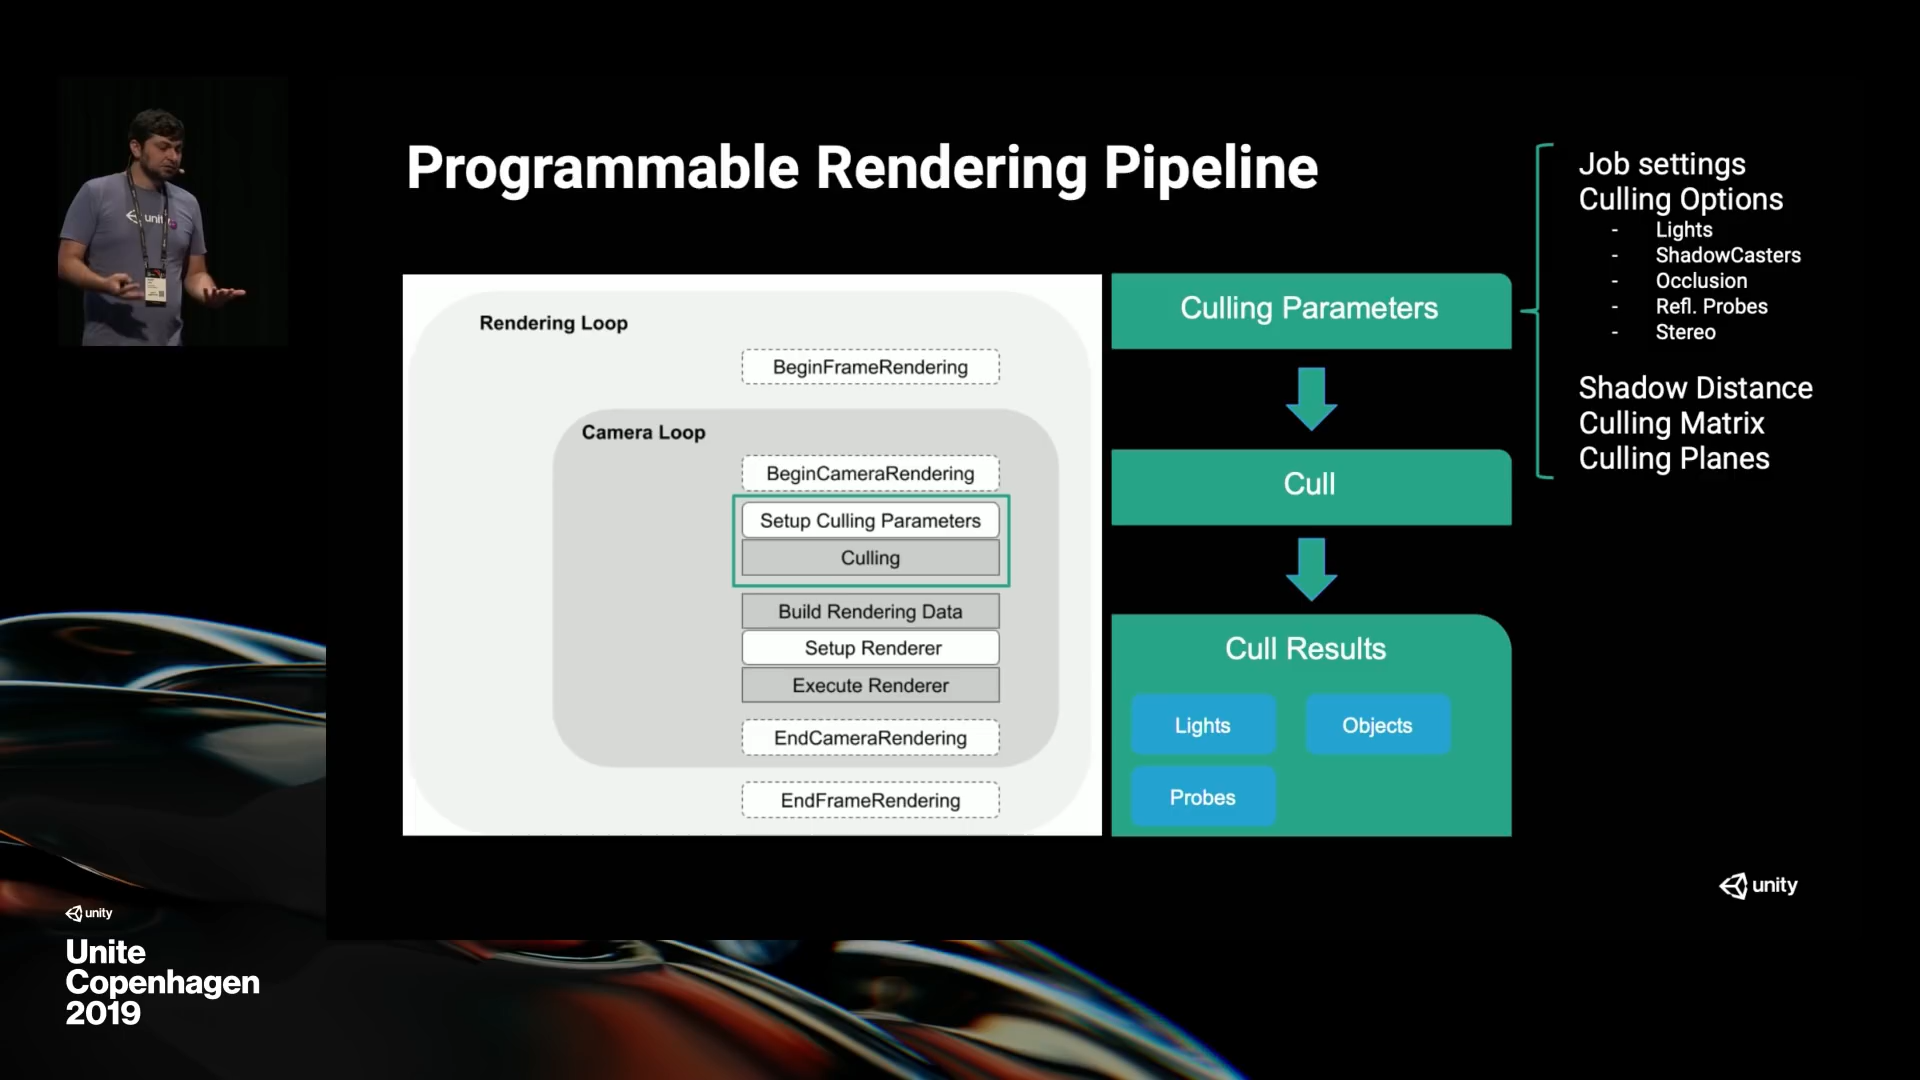 Programmable Rendering Pipeline
Rendering Loop
BeginFrameRendering
Camera Loop
BeginCameraRendering
Setup Culling Parameters
Culling
Build Rendering Data
Setup Renderer
Execute Renderer
EndCameraRendering
EndFrameRendering
Culling Parameters
Cull
Cull Results
Lights
Objects
Probes
Job settings
Culling Options
- Lights
- ShadowCasters
- Occlusion
- Refl. Probes
- Stereo
Shadow Distance
Culling Matrix
Culling Planes
unity
unity
unity
Unite
Copenhagen
2019